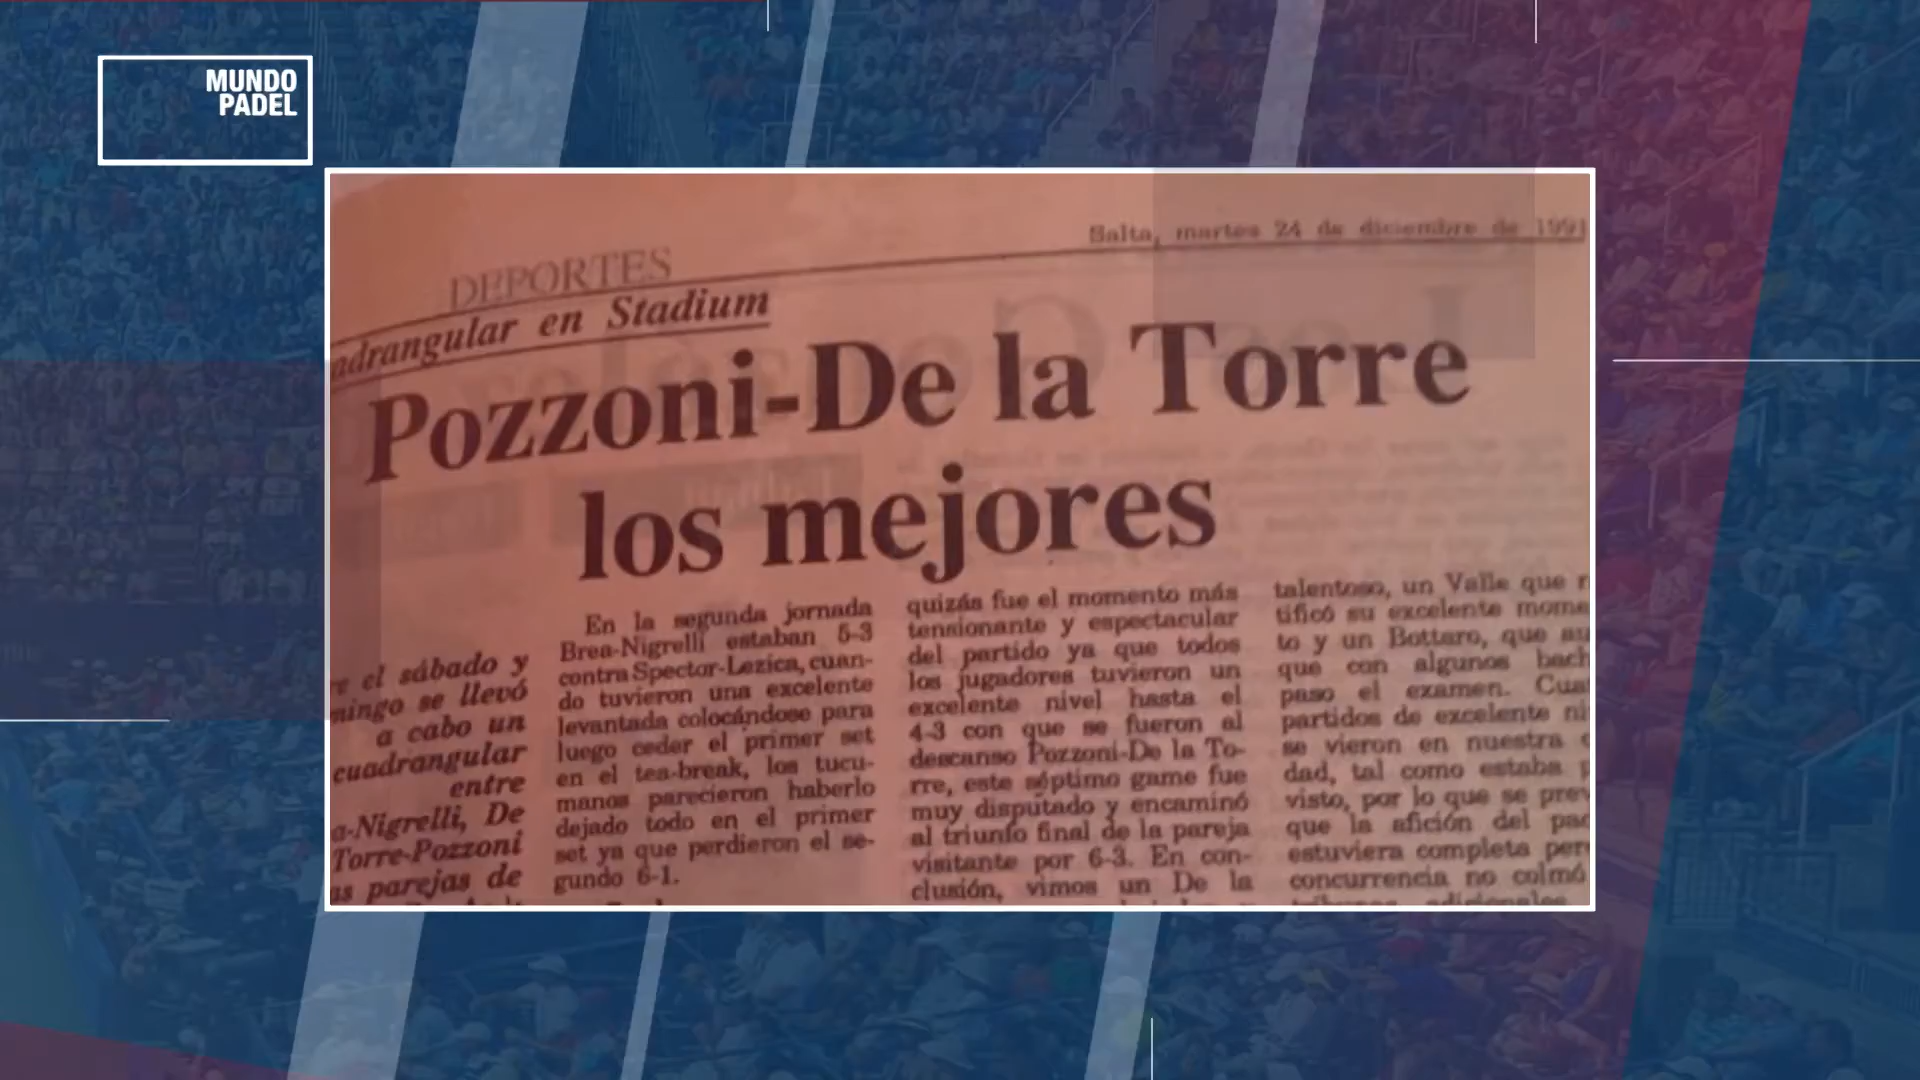 MUNDO
PADEL
Salta, martes 24 de diciembre de 1991
DEPORTES
adrangular en Stadium
Pozzoni-De la Torre
los mejores
re el sábado y
mingo se llevó
a cabo un
cuadrangular
entre
a-Nigrelli, De
Torre-Pozzoni
as parejas de
En la segunda jornada
Brea-Nigrelli estaban 5-3
contra Spector-Lezica, cuan-
do tuvieron una excelente
levantada colocándose para
luego ceder el primer set
en el tea-break, los tucu-
manos parecieron haberlo
dejado todo en el primer
set ya que perdieron el se-
gundo 6-1.
quizás fue el momento más
tensionante y espectacular
del partido ya que todos
los jugadores tuvieron un
excelente nivel hasta el
4-3 con que se fueron al
descanso Pozzoni-De la To-
rre, este séptimo game fue
muy disputado y encaminó
al triunfo final de la pareja
visitante por 6-3. En con-
clusión, vimos un De la
talentoso, un Valle que r
tificó su excelente mome
to y un Bottaro, que au
que con algunos bach
paso el examen. Cua
partidos de excelente ni
se vieron en nuestra
dad, tal como estaba
visto, por lo que se prev
que la afición del pad
estuviera completa per
concurrencia no colmó